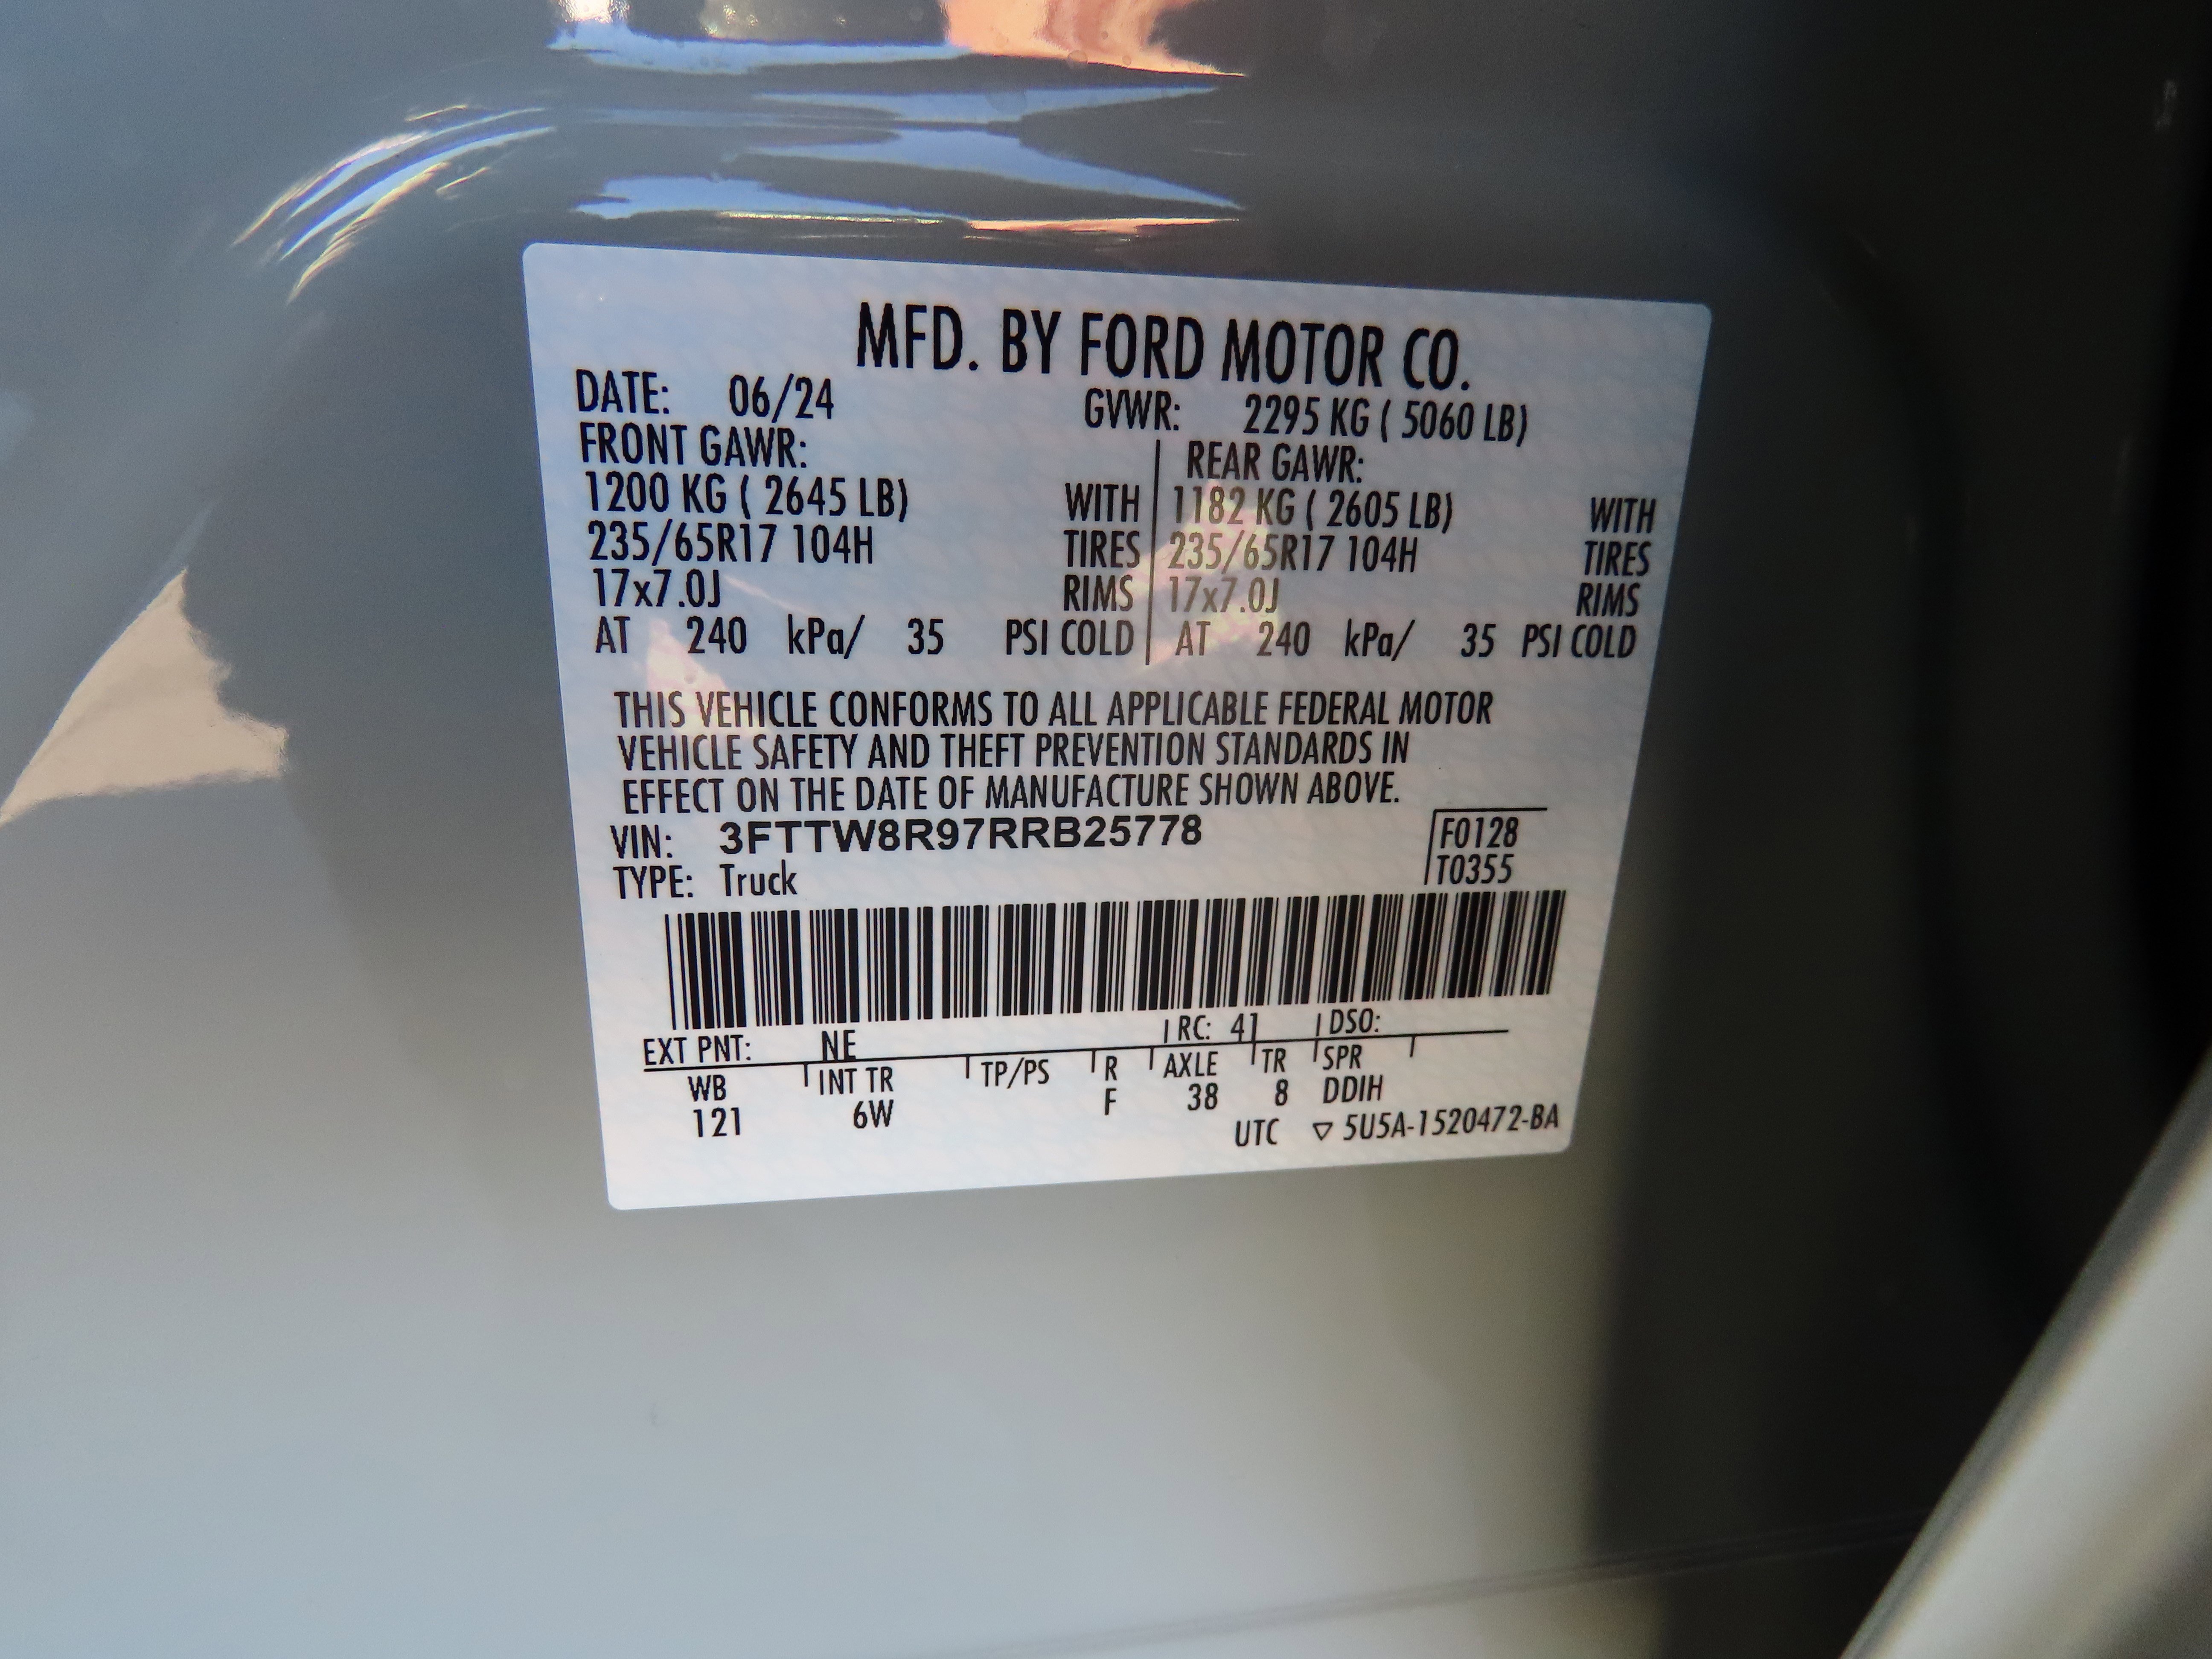 MFD. BY FORD MOTOR CO.
DATE: 06/24 GVWR: 2295 KG ( 5060 LB)
FRONT GAWR: REAR GAWR:
1200 KG ( 2645 LB) WITH 1182 KG ( 2605 LB) WITH
235/65R17 104H TIRES 235/65R17 104H TIRES
17x7.0J RIMS 17x7.0J RIMS
AT 240 kPa/ 35 PSI COLD AT 240 kPa/ 35 PSI COLD
THIS VEHICLE CONFORMS TO ALL APPLICABLE FEDERAL MOTOR
VEHICLE SAFETY AND THEFT PREVENTION STANDARDS IN
EFFECT ON THE DATE OF MANUFACTURE SHOWN ABOVE.
VIN: 3FTTW8R97RRB25778 F0128
TYPE: Truck T0355
EXT PNT: NE RC: 41 DSO:
WB INT TR TP/PS R AXLE TR SPR
121 6W F 38 8 DDIH
UTC ▽ 5U5A-1520472-BA